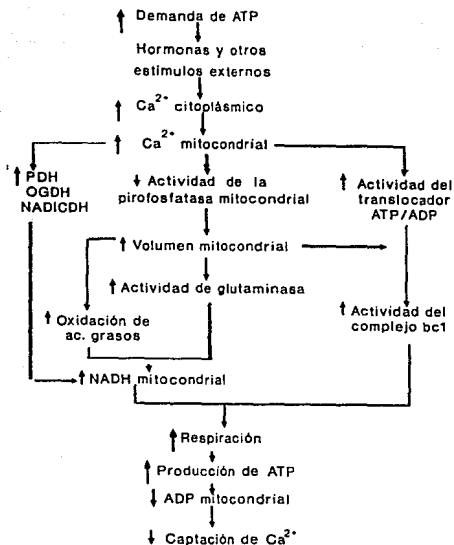 ↑ Demanda de ATP
Hormonas y otros
estímulos externos
↑ Ca²⁺ citoplásmico
↑ Ca²⁺ mitocondrial
↑ PDH
OGDH
NADICDH
↓ Actividad de la
pirofosfatasa mitocondrial
↑ Actividad del
translocador
ATP/ADP
↑ Volumen mitocondrial
↑ Actividad de glutaminasa
↑ Oxidación de
ac. grasos
↑ Actividad del
complejo bc1
↑ NADH mitocondrial
↑ Respiración
↑ Producción de ATP
↓ ADP mitocondrial
↓ Captación de Ca²⁺